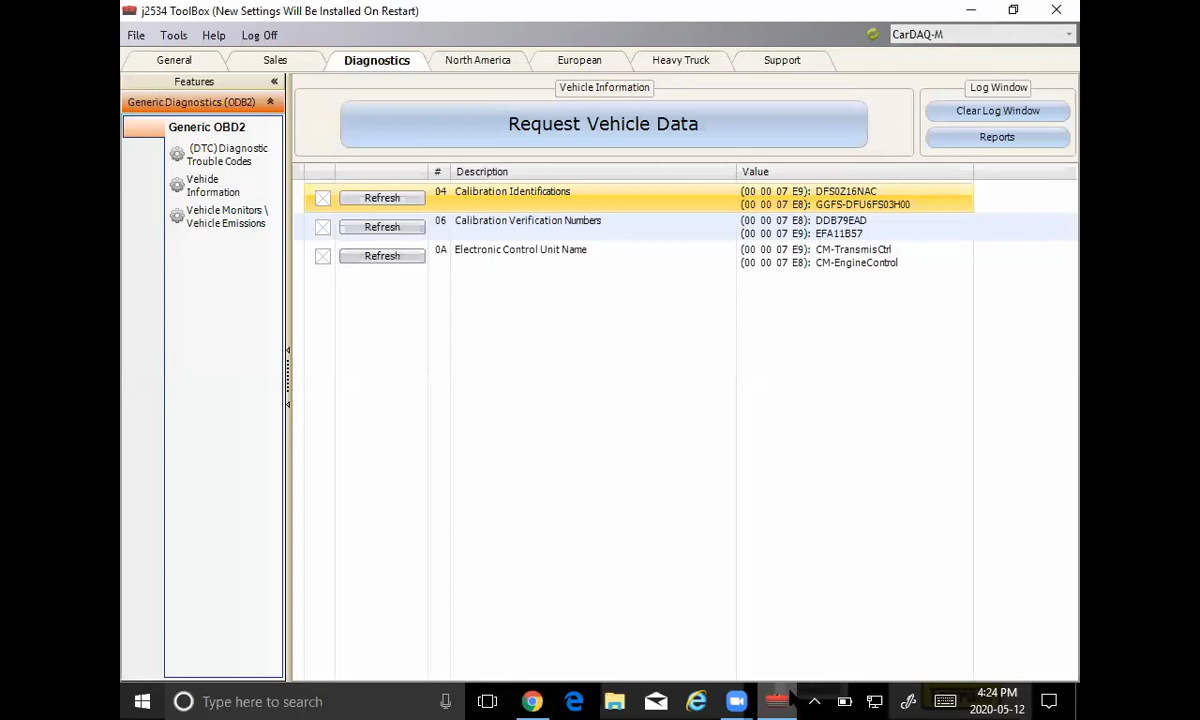 j2534 ToolBox (New Settings Will Be Installed On Restart)
File Tools Help Log Off
CarDAQ-M
General Sales Diagnostics North America European Heavy Truck Support
Features «
Generic Diagnostics (ODB2)
Generic OBD2
(DTC) Diagnostic
Trouble Codes
Vehicle
Information
Vehicle Monitors \
Vehicle Emissions
Vehicle Information
Request Vehicle Data
Log Window
Clear Log Window
Reports
# Description Value
Refresh 04 Calibration Identifications (00 00 07 E9): DFS0Z16NAC
(00 00 07 E8): GGFS-DFU6FS03H00
Refresh 06 Calibration Verification Numbers (00 00 07 E8): DDB79EAD
(00 00 07 E9): EFA11B57
Refresh 0A Electronic Control Unit Name (00 00 07 E9): CM-TransmisCtrl
(00 00 07 E8): CM-EngineControl
Type here to search
4:24 PM
2020-05-12